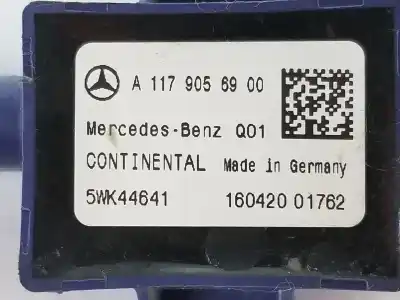 A 117 905 69 00
Mercedes-Benz Q01
CONTINENTAL Made in Germany
5WK44641 160420 01762